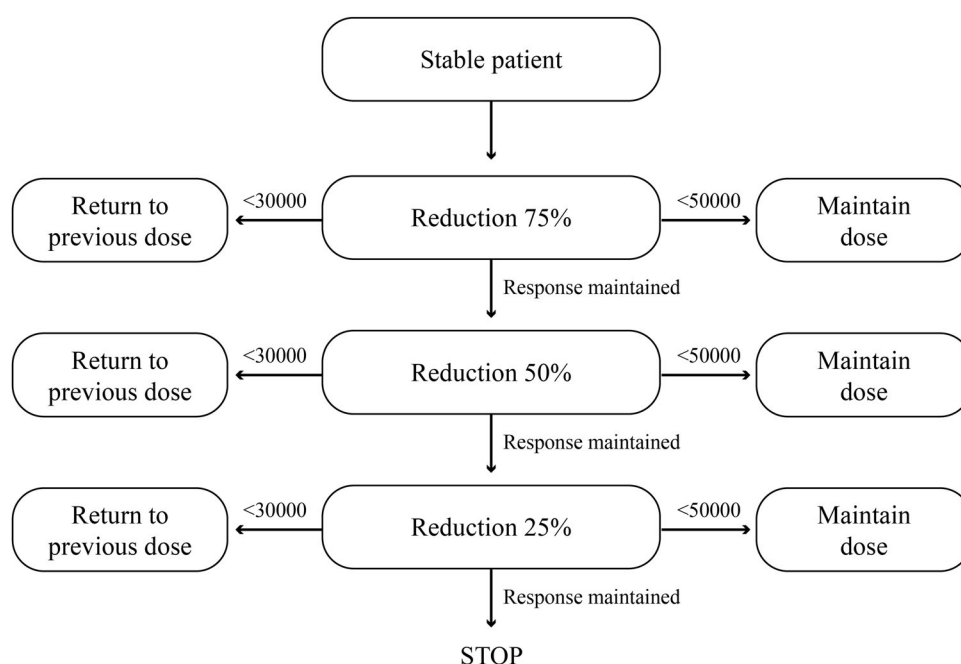 Stable patient
Return to
previous dose
<30000
Reduction 75%
<50000
Maintain
dose
Response maintained
Return to
previous dose
<30000
Reduction 50%
<50000
Maintain
dose
Response maintained
Return to
previous dose
<30000
Reduction 25%
<50000
Maintain
dose
Response maintained
STOP